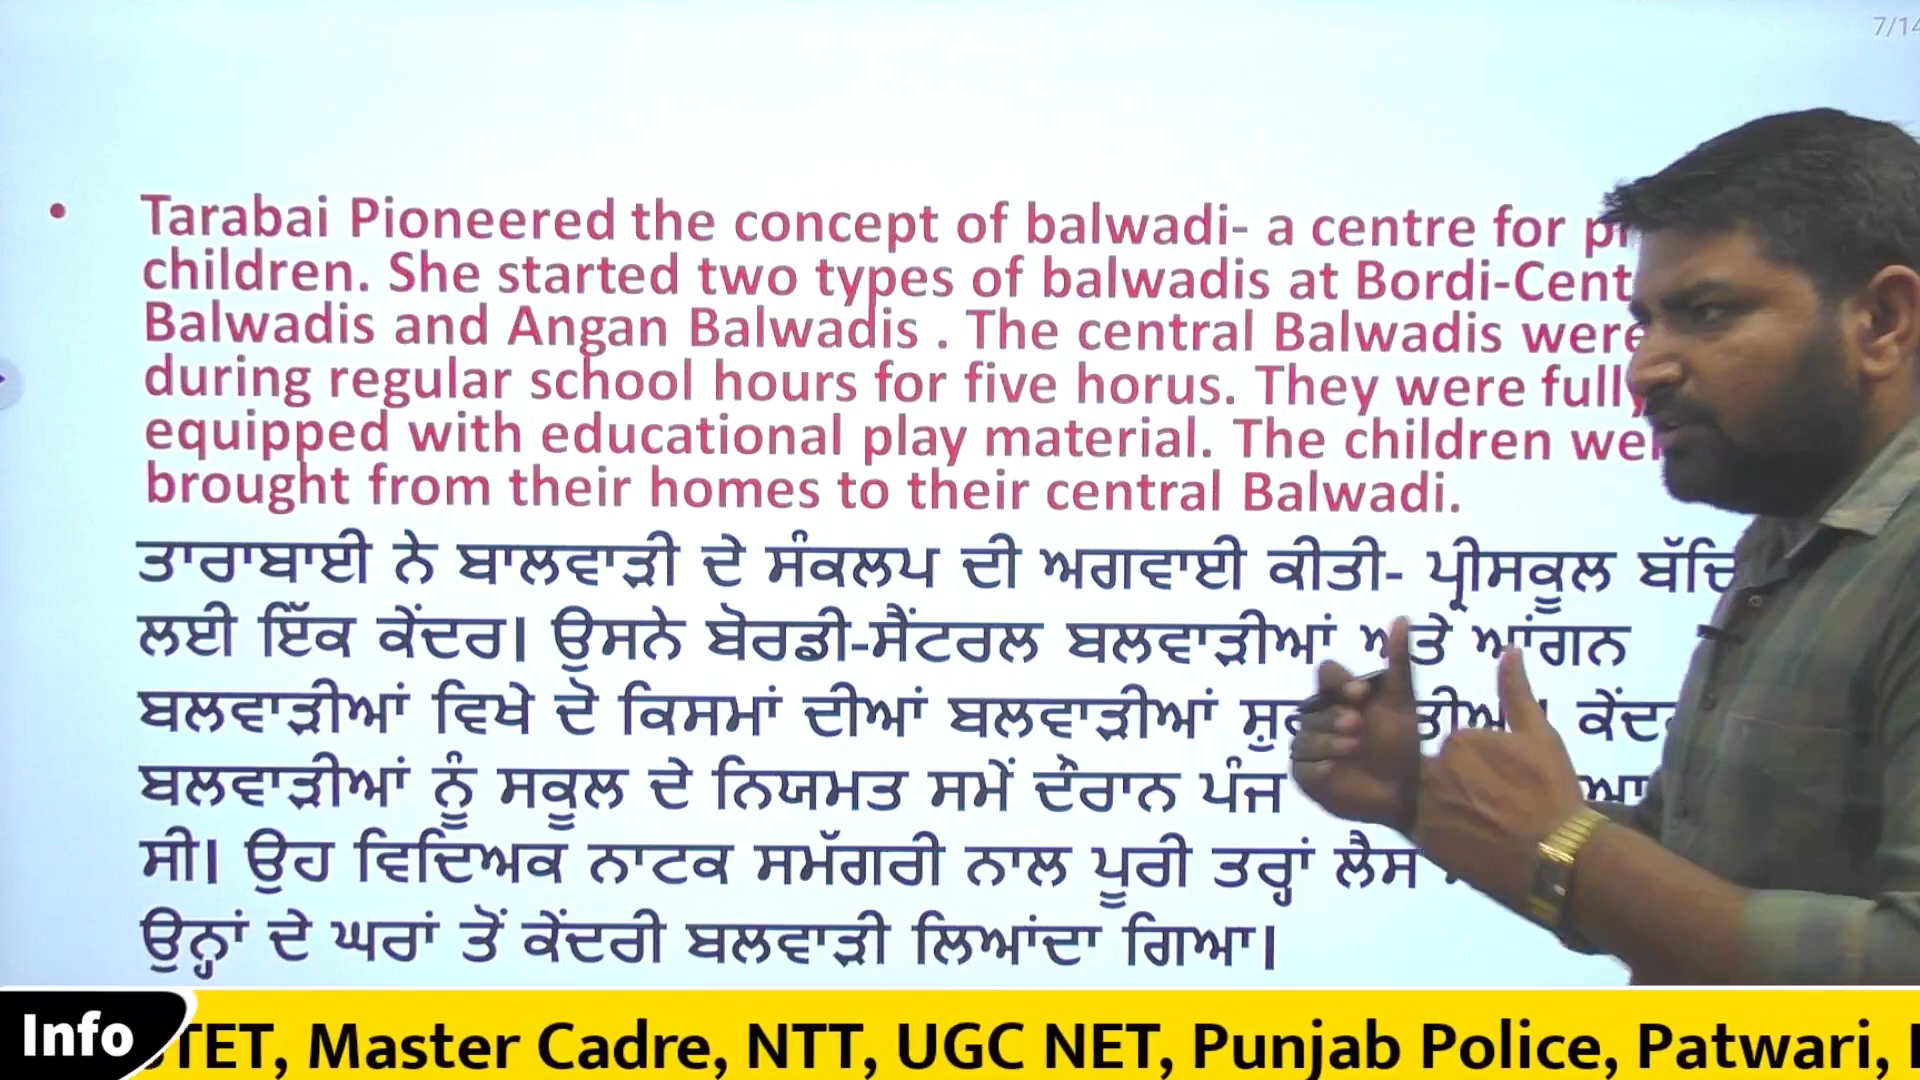 7/14
• Tarabai Pioneered the concept of balwadi- a centre for
children. She started two types of balwadis at Bordi-Cent
Balwadis and Angan Balwadis . The central Balwadis were
during regular school hours for five horus. They were fully
equipped with educational play material. The children
brought from their homes to their central Balwadi.
ਤਾਰਾਬਾਈ ਨੇ ਬਾਲਵਾੜੀ ਦੇ ਸੰਕਲਪ ਦੀ ਅਗਵਾਈ ਕੀਤੀ- ਪ੍ਰੀਸਕੂਲ
ਲਈ ਇੱਕ ਕੇਂਦਰ। ਉਸਨੇ ਬੋਰਡੀ-ਸੈਂਟਰਲ ਬਲਵਾੜੀਆਂ ਅਤੇ ਆਂਗਨ
ਬਲਵਾੜੀਆਂ ਵਿਖੇ ਦੋ ਕਿਸਮਾਂ ਦੀਆਂ ਬਲਵਾੜੀਆਂ
ਬਲਵਾੜੀਆਂ ਨੂੰ ਸਕੂਲ ਦੇ ਨਿਯਮਤ ਸਮੇਂ ਦੌਰਾਨ ਪੰਜ
ਸੀ। ਉਹ ਵਿਦਿਅਕ ਨਾਟਕ ਸਮੱਗਰੀ ਨਾਲ ਪੂਰੀ ਤਰ੍ਹਾਂ ਲੈਸ
ਉਨ੍ਹਾਂ ਦੇ ਘਰਾਂ ਤੋਂ ਕੇਂਦਰੀ ਬਲਵਾੜੀ ਲਿਆਂਦਾ ਗਿਆ।
Info TET, Master Cadre, NTT, UGC NET, Punjab Police, Patwari,